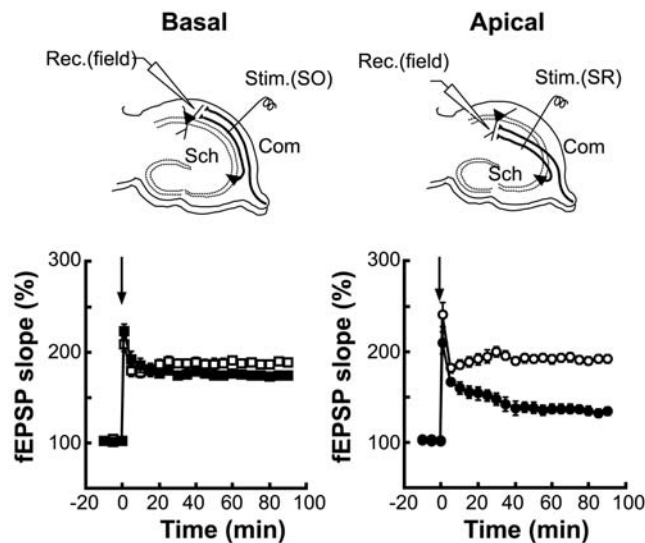 Basal
Rec.(field)
Stim.(SO)
Com
Sch
fEPSP slope (%)
300
200
100
-20 0 20 40 60 80 100
Time (min)
Apical
Rec.(field)
Stim.(SR)
Com
Sch
fEPSP slope (%)
300
200
100
-20 0 20 40 60 80 100
Time (min)